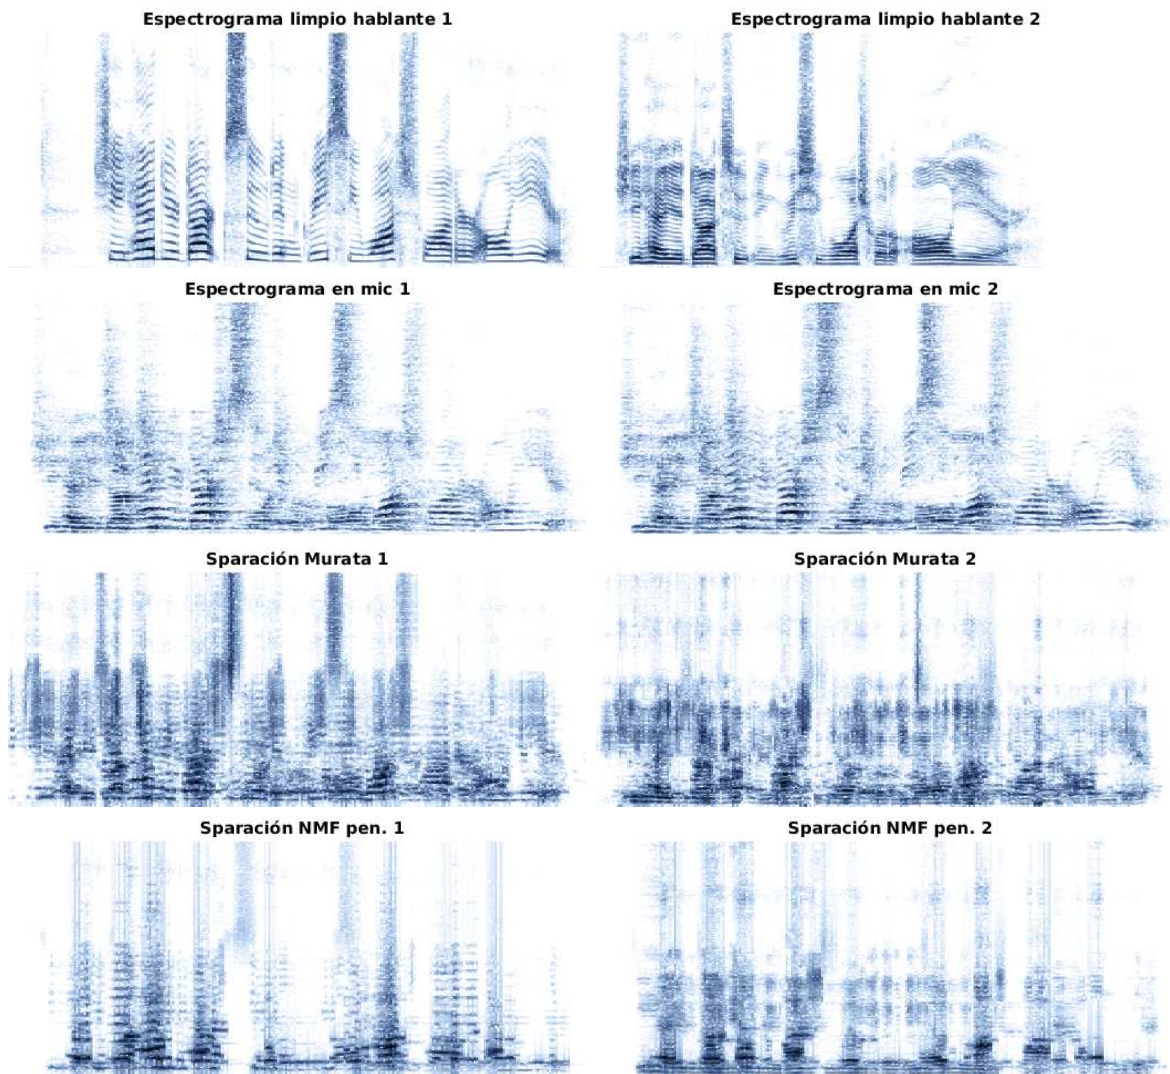 Espectrograma limpio hablante 1
Espectrograma limpio hablante 2
Espectrograma en mic 1
Espectrograma en mic 2
Sparación Murata 1
Sparación Murata 2
Sparación NMF pen. 1
Sparación NMF pen. 2